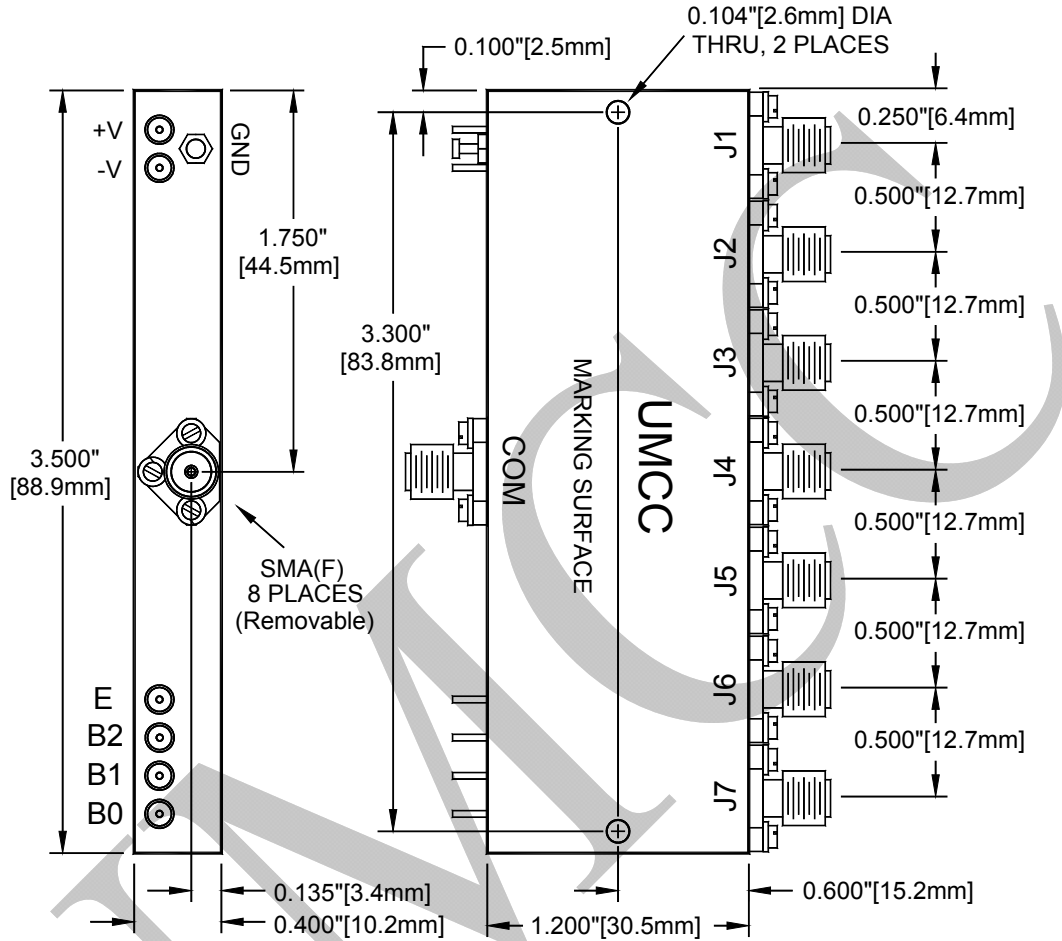 0.104"[2.6mm] DIA
THRU, 2 PLACES
0.100"[2.5mm]
+V
-V
GND
1.750"
[44.5mm]
3.500"
[88.9mm]
SMA(F)
8 PLACES
(Removable)
E
B2
B1
B0
0.135"[3.4mm]
0.400"[10.2mm]
3.300"
[83.8mm]
COM
MARKING SURFACE
UMCC
J1
J2
J3
J4
J5
J6
J7
0.250"[6.4mm]
0.500"[12.7mm]
0.500"[12.7mm]
0.500"[12.7mm]
0.500"[12.7mm]
0.500"[12.7mm]
0.500"[12.7mm]
0.600"[15.2mm]
1.200"[30.5mm]
UMCC